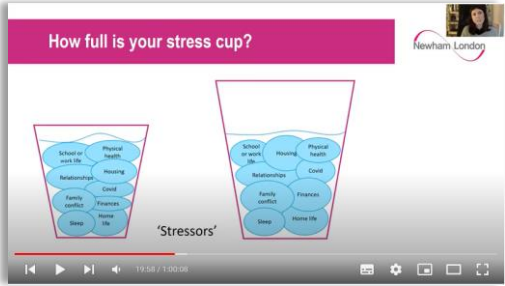 How full is your stress cup?
Newham London
School or
work life
Physical
health
Relationships
Housing
Covid
Family
conflict
Finances
Sleep
Home
life
School
or work
life
Housing
Physical
health
Relationships
Covid
Family
conflict
Finances
Sleep
Home life
'Stressors'
19:58 / 1:00:08